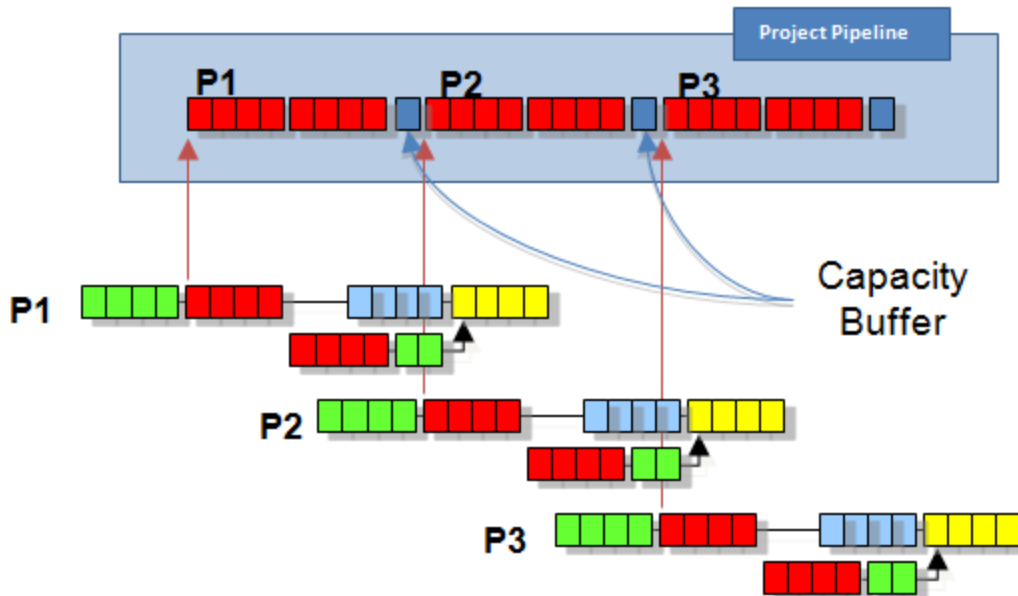 Project Pipeline
P1 P2 P3
Capacity
Buffer
P1
P2
P3